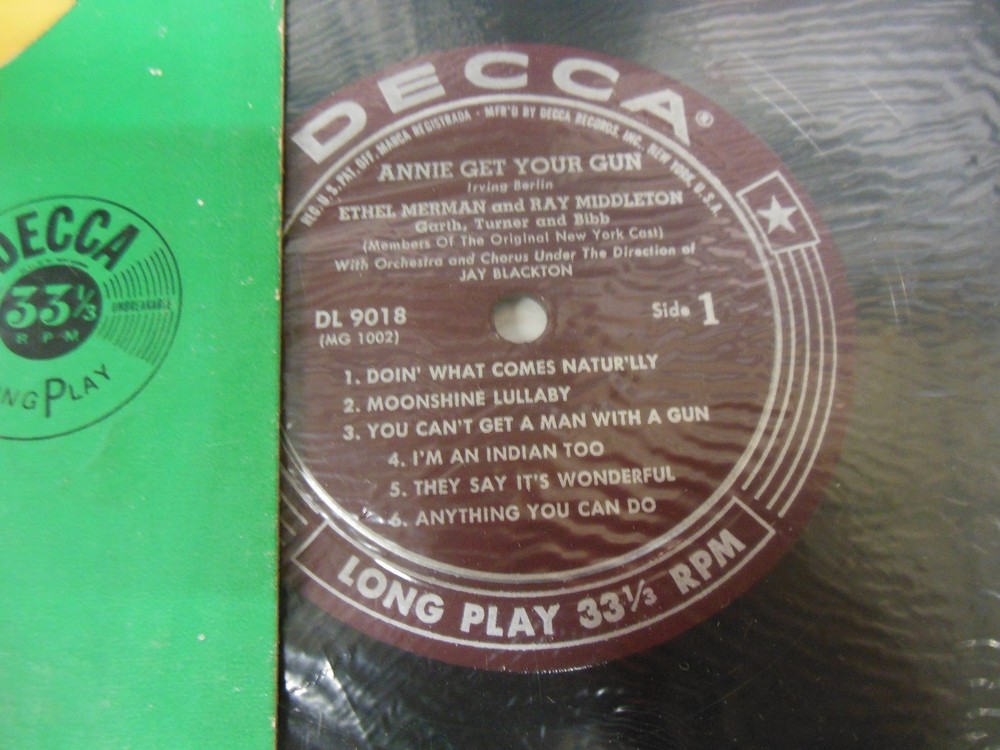 DECCA
33⅓
RPM
UNBREAKABLE
NG PLAY
DECCA®
REG. U.S. PAT. OFF. MARCA REGISTRADA - MF'D BY DECCA RECORDS, INC., NEW YORK, U.S.A.
ANNIE GET YOUR GUN
Irving Berlin
ETHEL MERMAN and RAY MIDDLETON
Garth, Turner and Bibb
(Members Of The Original New York Cast)
With Orchestra and Chorus Under The Direction of
JAY BLACKTON
DL 9018
(MG 1002)
Side 1
1. DOIN' WHAT COMES NATUR'LLY
2. MOONSHINE LULLABY
3. YOU CAN'T GET A MAN WITH A GUN
4. I'M AN INDIAN TOO
5. THEY SAY IT'S WONDERFUL
6. ANYTHING YOU CAN DO
LONG PLAY 33⅓ RPM